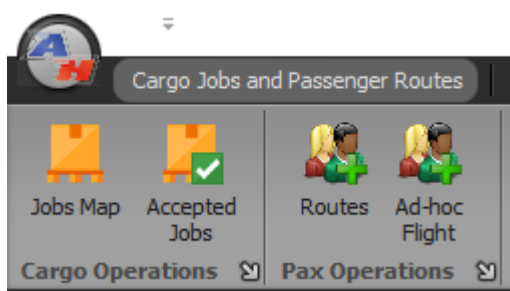 AH
Cargo Jobs and Passenger Routes
Jobs Map
Accepted
Jobs
Routes
Ad-hoc
Flight
Cargo Operations
Pax Operations